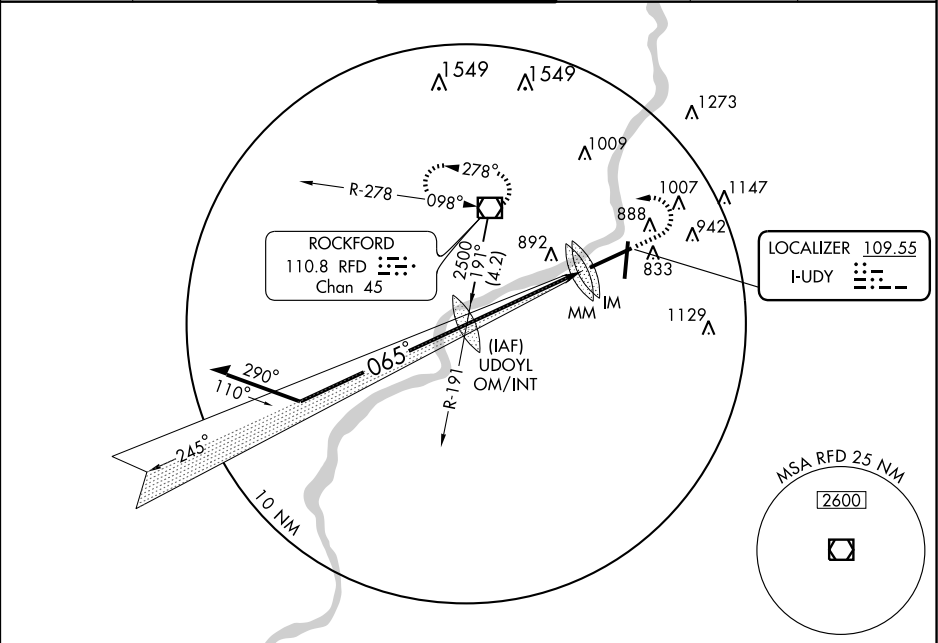 1549
1549
1273
1009
278°
R-278
098°
1007
1147
888
942
ROCKFORD
110.8 RFD
Chan 45
2500
191°
(4.2)
892
833
LOCALIZER 109.55
I-UDY
MM
IM
1129
(IAF)
UDOYL
OM/INT
065°
290°
110°
R-191
245°
10 NM
MSA RFD 25 NM
2600